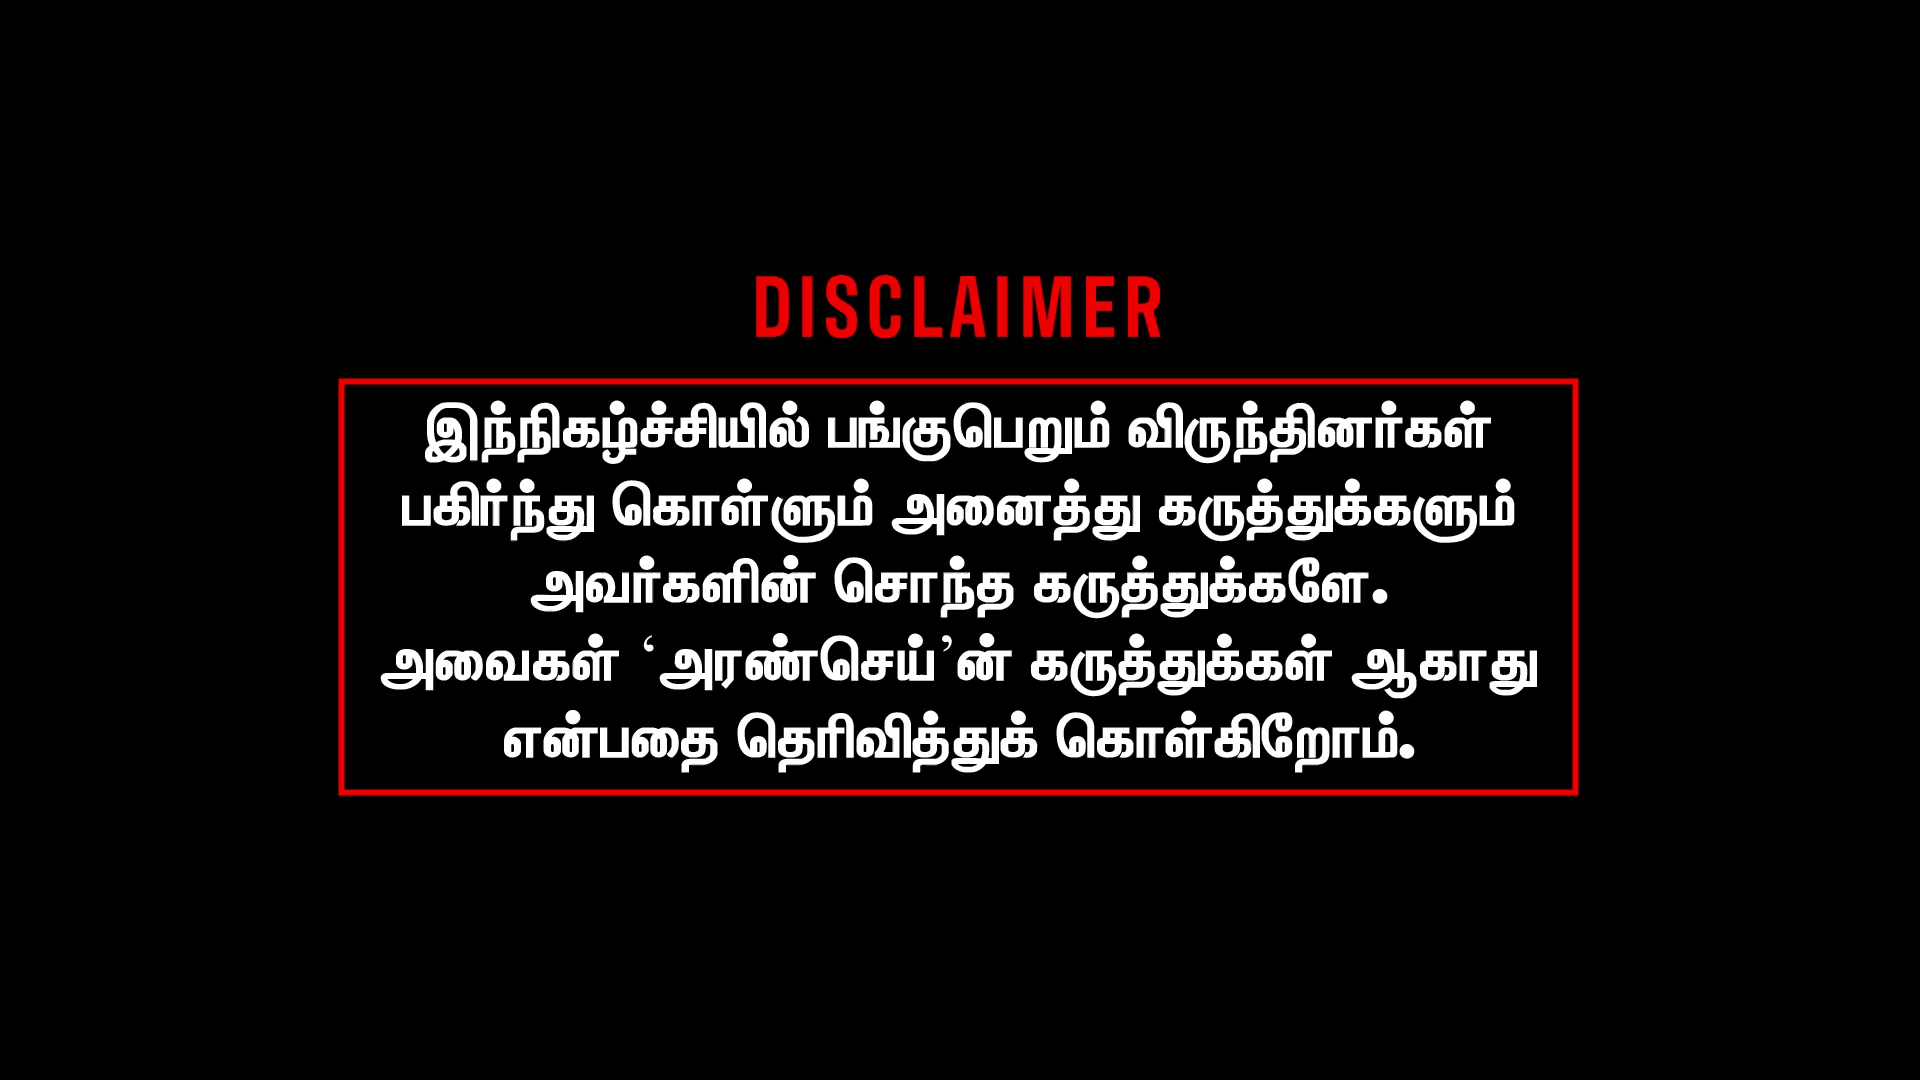 DISCLAIMER
இந்நிகழ்ச்சியில் பங்குபெறும் விருந்தினர்கள்
பகிர்ந்து கொள்ளும் அனைத்து கருத்துக்களும்
அவர்களின் சொந்த கருத்துக்களே.
அவைகள் ‘அரண்செய்’ன் கருத்துக்கள் ஆகாது
என்பதை தெரிவித்துக் கொள்கிறோம்.